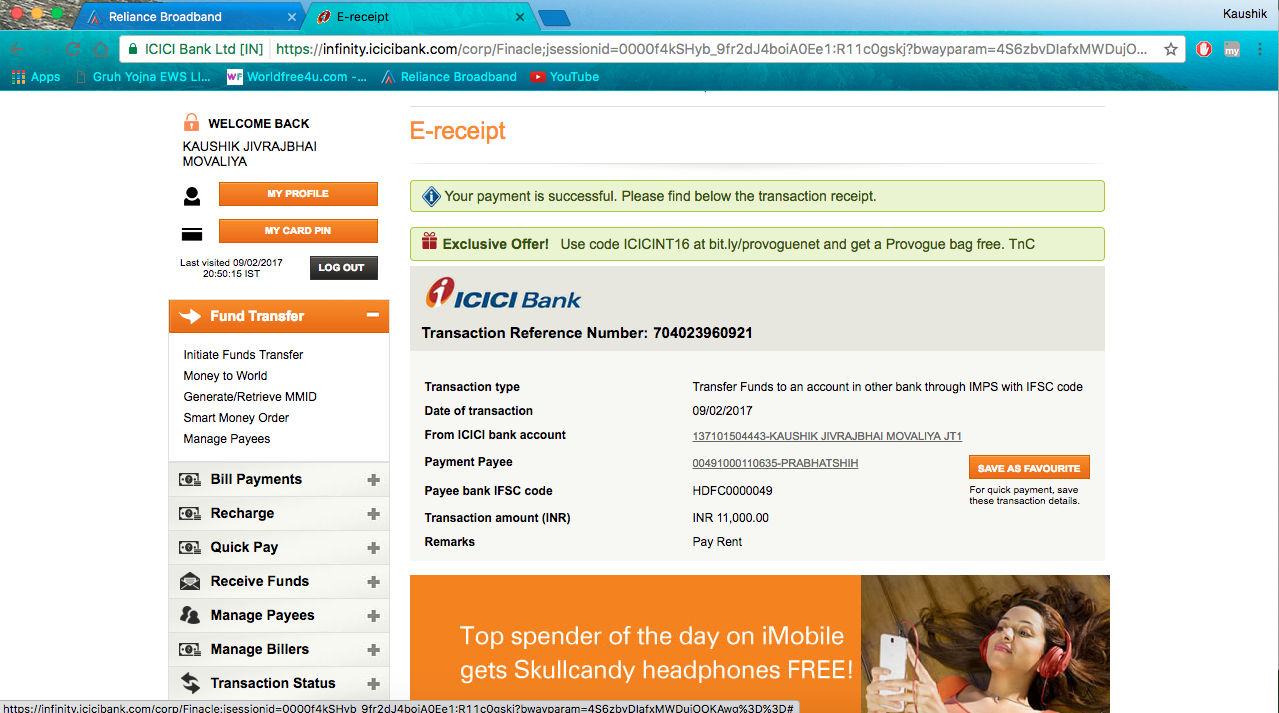 Reliance Broadband
E-receipt
Kaushik
ICICI Bank Ltd [IN]
https://infinity.icicibank.com/corp/Finacle;jsessionid=0000f4kSHyb_9fr2dJ4boiA0Ee1:R11c0gskj?bwayparam=4S6zbvDIafxMWDujO...
my
Apps
Gruh Yojna EWS LI...
WF Worldfree4u.com -...
Reliance Broadband
YouTube
WELCOME BACK
KAUSHIK JIVRAJBHAI
MOVALIYA
MY PROFILE
MY CARD PIN
Last visited 09/02/2017
20:50:15 IST
LOG OUT
Fund Transfer
Initiate Funds Transfer
Money to World
Generate/Retrieve MMID
Smart Money Order
Manage Payees
Bill Payments
Recharge
Quick Pay
Receive Funds
Manage Payees
Manage Billers
Transaction Status
E-receipt
Your payment is successful. Please find below the transaction receipt.
Exclusive Offer! Use code ICICINT16 at bit.ly/provoguenet and get a Provogue bag free. TnC
ICICI Bank
Transaction Reference Number: 704023960921
Transaction type Transfer Funds to an account in other bank through IMPS with IFSC code
Date of transaction 09/02/2017
From ICICI bank account 137101504443-KAUSHIK JIVRAJBHAI MOVALIYA JT1
Payment Payee 00491000110635-PRABHATSHIH
SAVE AS FAVOURITE
For quick payment, save
these transaction details.
Payee bank IFSC code HDFC0000049
Transaction amount (INR) INR 11,000.00
Remarks Pay Rent
Top spender of the day on iMobile
gets Skullcandy headphones FREE!
https://infinity.icicibank.com/corp/Finacle;jsessionid=0000f4kSHyb_9fr2dJ4boiA0Ee1:R11c0gskj?bwayparam=4S6zbvDIafxMWDujOOKAwg%3D%3D#